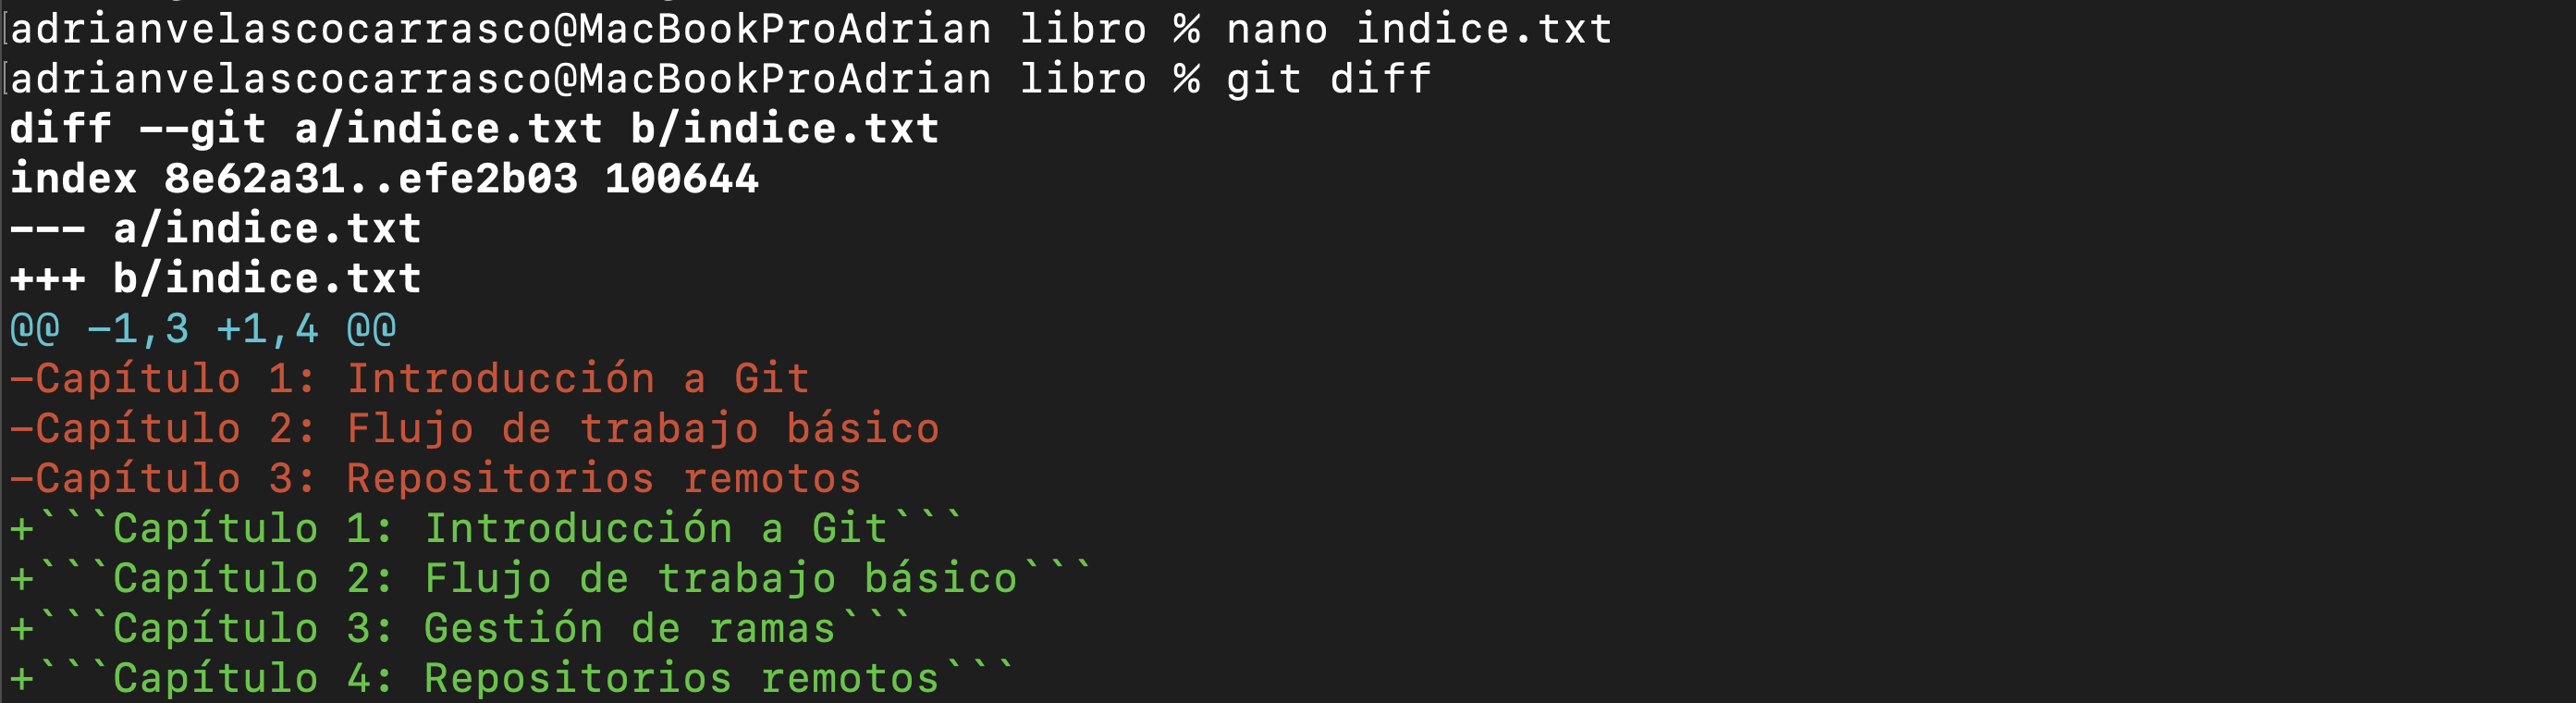 [adrianvelascocarrasco@MacBookProAdrian libro % nano indice.txt
[adrianvelascocarrasco@MacBookProAdrian libro % git diff
diff --git a/indice.txt b/indice.txt
index 8e62a31..efe2b03 100644
--- a/indice.txt
+++ b/indice.txt
@@ -1,3 +1,4 @@
-Capítulo 1: Introducción a Git
-Capítulo 2: Flujo de trabajo básico
-Capítulo 3: Repositorios remotos
+```Capítulo 1: Introducción a Git```
+```Capítulo 2: Flujo de trabajo básico```
+```Capítulo 3: Gestión de ramas```
+```Capítulo 4: Repositorios remotos```